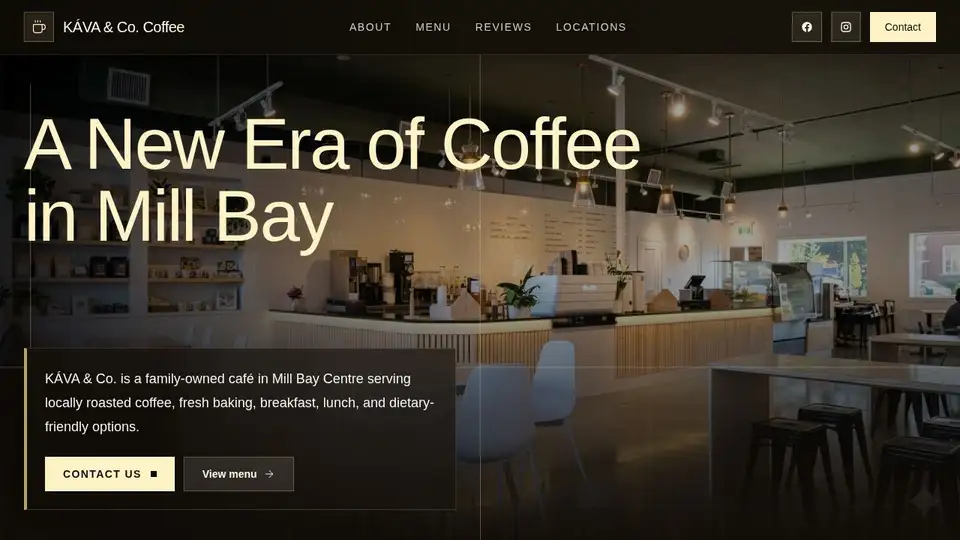 KÁVA & Co. Coffee
ABOUT
MENU
REVIEWS
LOCATIONS
Contact
A New Era of Coffee
in Mill Bay
KÁVA & Co. is a family-owned café in Mill Bay Centre serving
locally roasted coffee, fresh baking, breakfast, lunch, and dietary-
friendly options.
CONTACT US
View menu